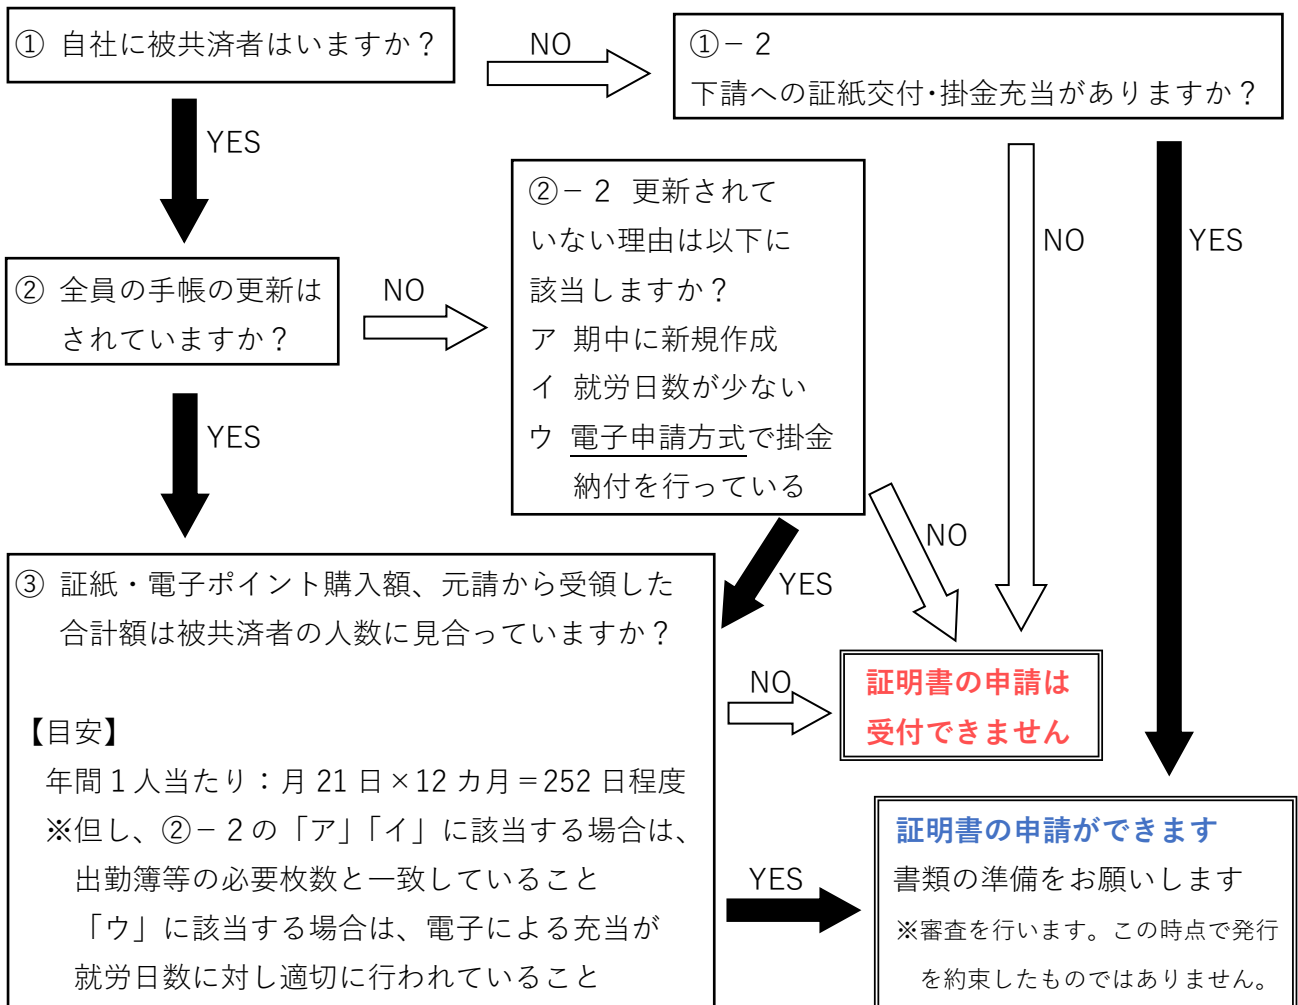 ① 自社に被共済者はいますか？
NO
①－２
下請への証紙交付・掛金充当がありますか？
YES
②－２ 更新されて
いない理由は以下に
該当しますか？
ア 期中に新規作成
イ 就労日数が少ない
ウ 電子申請方式で掛金
納付を行っている
NO
YES
② 全員の手帳の更新は
されていますか？
NO
YES
NO
YES
③ 証紙・電子ポイント購入額、元請から受領した
合計額は被共済者の人数に見合っていますか？
【目安】
年間１人当たり：月 21 日×12 カ月＝252 日程度
※但し、②－２の「ア」「イ」に該当する場合は、
出勤簿等の必要枚数と一致していること
「ウ」に該当する場合は、電子による充当が
就労日数に対し適切に行われていること
NO
証明書の申請は
受付できません
YES
証明書の申請ができます
書類の準備をお願いします
※審査を行います。この時点で発行
を約束したものではありません。